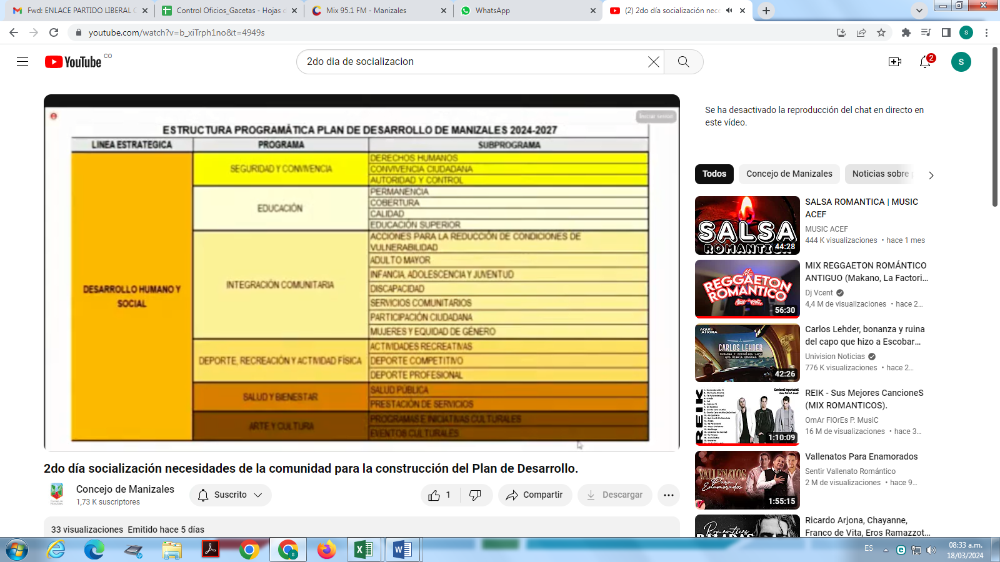 Fwd: ENLACE PARTIDO LIBERAL C
Control Oficios_Gacetas - Hojas d
Mix 95.1 FM - Manizales
WhatsApp
(2) 2do día socialización nece
youtube.com/watch?v=b_xiTrph1no&t=4949s
S
YouTube CO
2do dia de socializacion
2
S
Iniciar sesión
ESTRUCTURA PROGRAMÁTICA PLAN DE DESARROLLO DE MANIZALES 2024-2027
LINEA ESTRATEGICA PROGRAMA SUBPROGRAMA
DESARROLLO HUMANO Y
SOCIAL
SEGURIDAD Y CONVIVENCIA
DERECHOS HUMANOS
CONVIVENCIA CIUDADANA
AUTORIDAD Y CONTROL
EDUCACIÓN
PERMANENCIA
COBERTURA
CALIDAD
EDUCACIÓN SUPERIOR
INTEGRACIÓN COMUNITARIA
ACCIONES PARA LA REDUCCIÓN DE CONDICIONES DE
VULNERABILIDAD
ADULTO MAYOR
INFANCIA, ADOLESCENCIA Y JUVENTUD
DISCAPACIDAD
SERVICIOS COMUNITARIOS
PARTICIPACIÓN CIUDADANA
MUJERES Y EQUIDAD DE GÉNERO
DEPORTE, RECREACIÓN Y ACTIVIDAD FÍSICA
ACTIVIDADES RECREATIVAS
DEPORTE COMPETITIVO
DEPORTE PROFESIONAL
SALUD Y BIENESTAR
SALUD PÚBLICA
PRESTACIÓN DE SERVICIOS
ARTE Y CULTURA
PROGRAMAS E INICIATIVAS CULTURALES
EVENTOS CULTURALES
2do día socialización necesidades de la comunidad para la construcción del Plan de Desarrollo.
Concejo de Manizales
1,73 K suscriptores
Suscrito
1
Compartir
Descargar
33 visualizaciones Emitido hace 5 días
Se ha desactivado la reproducción del chat en directo en
este vídeo.
Todos
Concejo de Manizales
Noticias sobre
SALSA
ROMANTICA
44:28
SALSA ROMANTICA | MUSIC
ACEF
MUSIC ACEF
444 K visualizaciones • hace 1 mes
Mix
REGGAETON
ROMANTICO
56:30
MIX REGGAETON ROMÁNTICO
ANTIGUO (Makano, La Factori...
Dj Vcent
4,4 M de visualizaciones • hace 2...
AQUÍ Y
AHORA
CARLOS LEHDER
BONANZA Y RUINA DEL CAPO
QUE HIZO A ESCOBAR
42:26
Carlos Lehder, bonanza y ruina
del capo que hizo a Escobar...
Univision Noticias
776 K visualizaciones • hace 2...
REIK
1:10:09
REIK - Sus Mejores CancioneS
(MIX ROMANTICOS).
OmAr FlOrEs P. MusiC
16 M de visualizaciones • hace 3...
VALLENATOS
Para
Enamorados
1:55:15
Vallenatos Para Enamorados
Sentir Vallenato Romántico
2 M de visualizaciones • hace 9...
Romanticas
Ricardo Arjona, Chayanne,
Franco de Vita, Eros Ramazzot...
ES
08:33 a.m.
18/03/2024